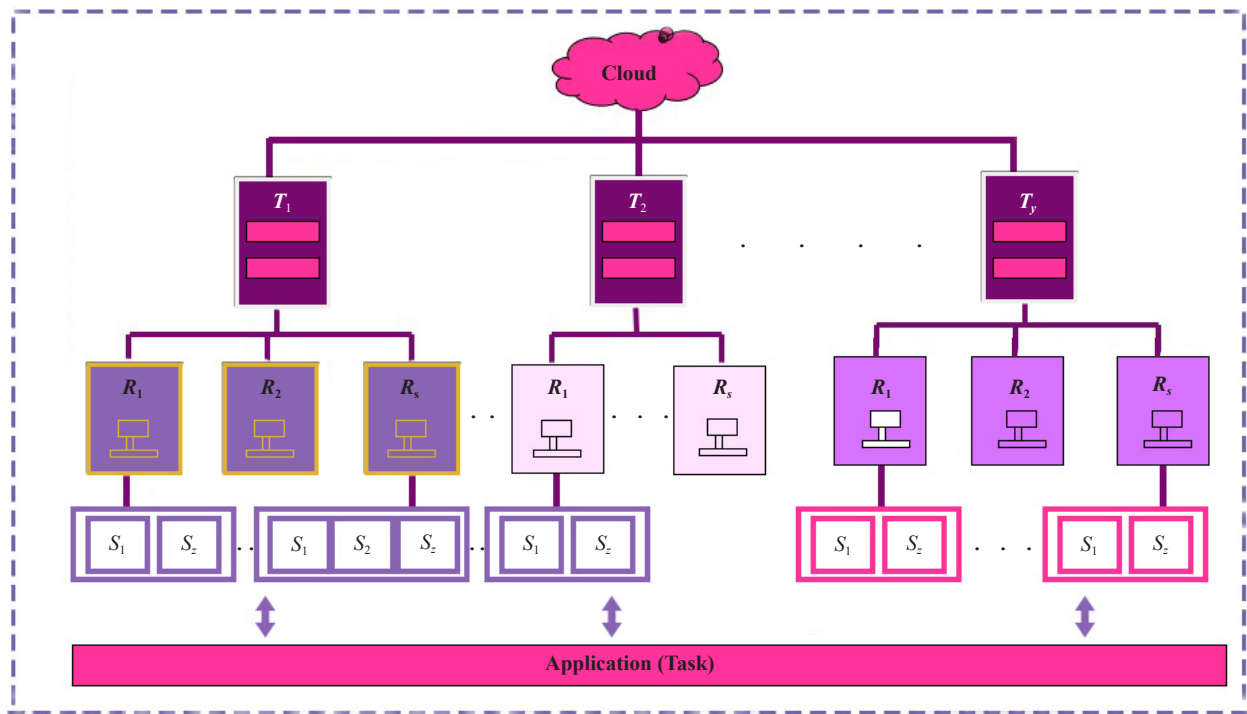 Cloud
T1 T2 Ty
. . . .
R1 R2 Rs . . R1 . . . Rs R1 R2 Rs
S1 Sz .. S1 S2 Sz .. S1 Sz S1 Sz . . . S1 Sz
Application (Task)